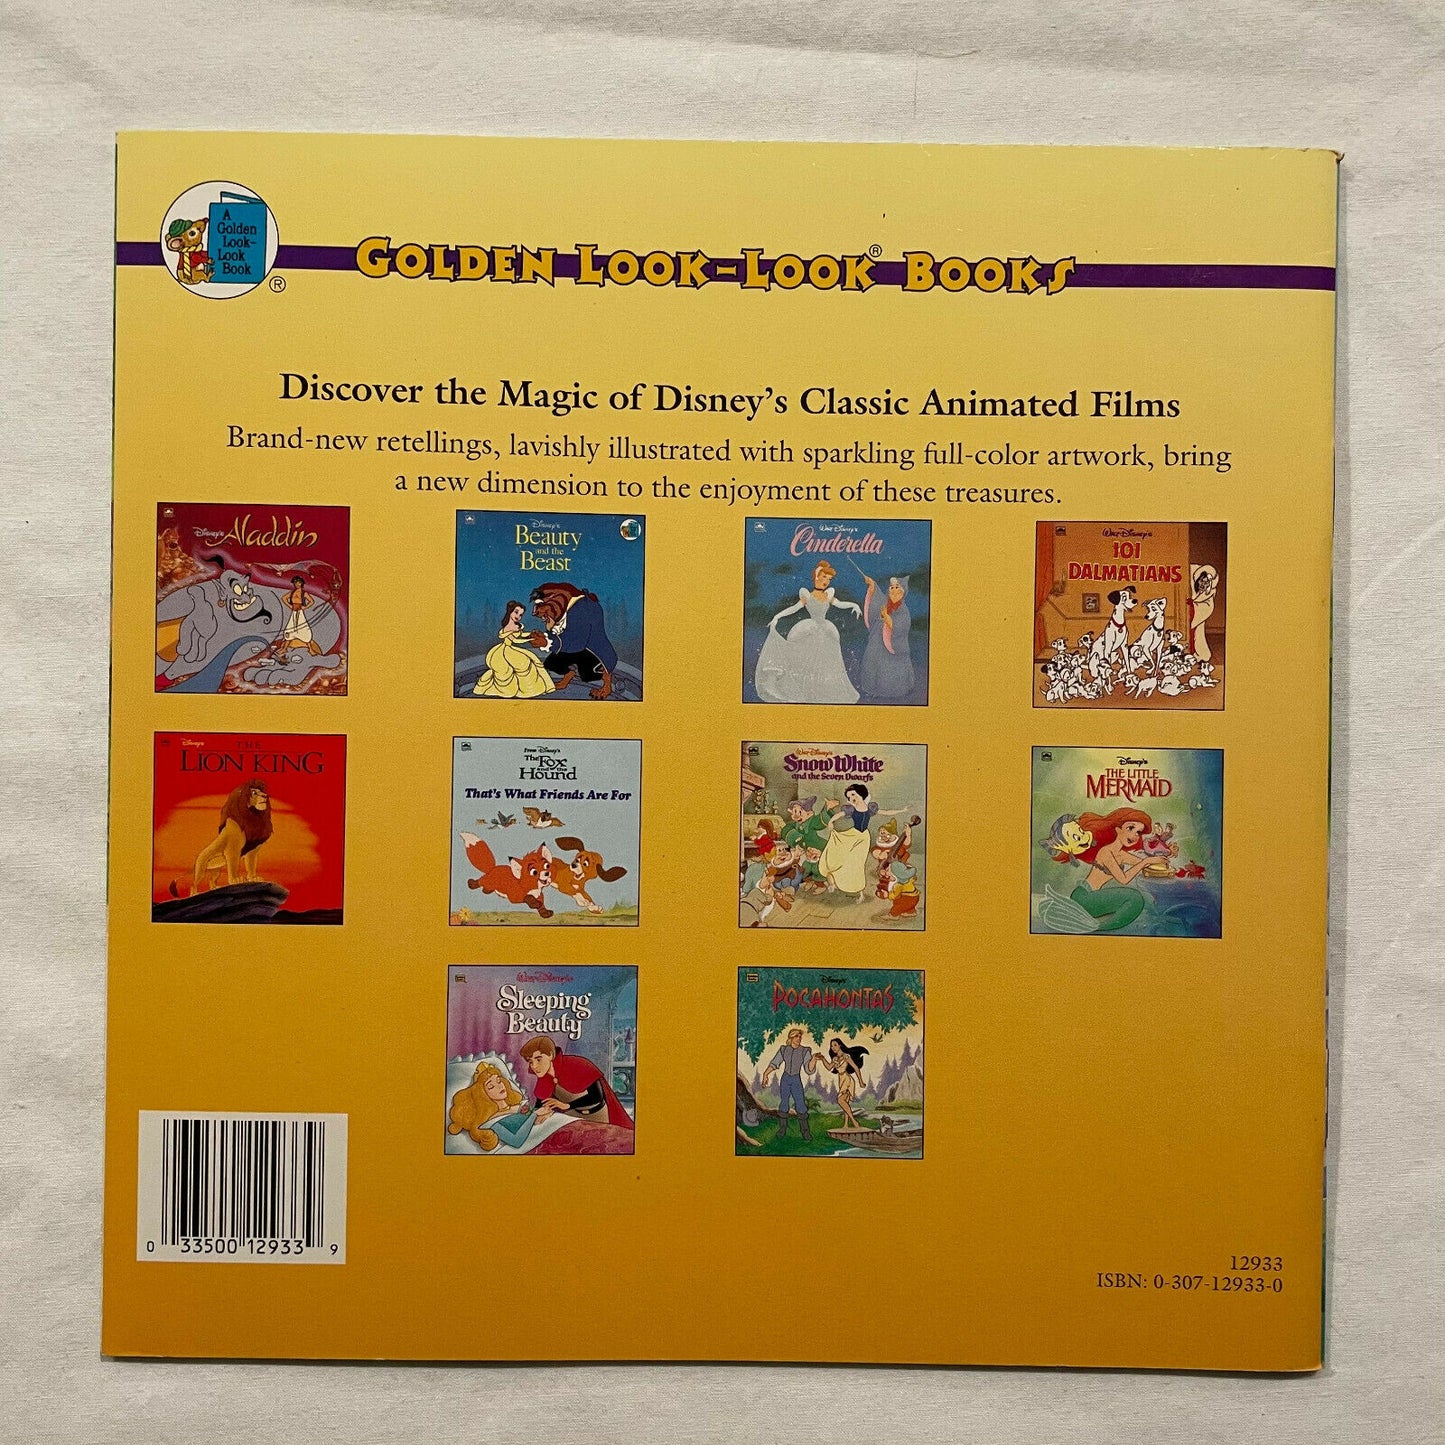 A
Golden
Look-
Look
Book
®
GOLDEN LOOK-LOOK® BOOKS
Discover the Magic of Disney's Classic Animated Films
Brand-new retellings, lavishly illustrated with sparkling full-color artwork, bring
a new dimension to the enjoyment of these treasures.
Disney's Aladdin
Disney's
Beauty
and the
Beast
Walt Disney's
Cinderella
Walt Disney's
101
DALMATIANS
Disney's
THE
LION KING
from Disney's
The Fox
and the
Hound
That's What Friends Are For
Walt Disney's
Snow White
and the Seven Dwarfs
Disney's
THE LITTLE
MERMAID
Walt Disney's
Sleeping
Beauty
Disney's
POCAHONTAS
0 33500 12933 9
12933
ISBN: 0-307-12933-0